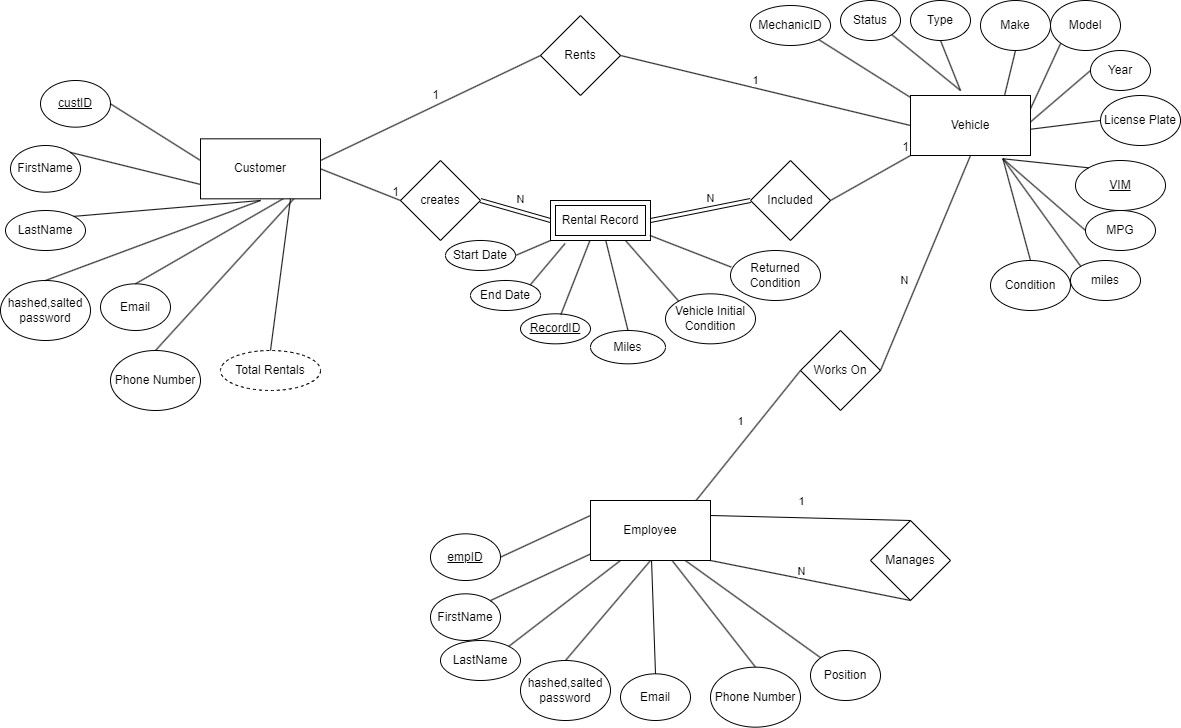 MechanicID
Status
Type
Make
Model
Rents
Year
1
1
custID
License Plate
Vehicle
1
Customer
FirstName
VIM
1
creates
N
N
Included
Rental Record
LastName
MPG
Start Date
Returned
Condition
N
Condition
miles
hashed,salted
password
Email
End Date
Vehicle Initial
Condition
RecordID
Miles
Phone Number
Total Rentals
Works On
1
1
Employee
empID
Manages
N
FirstName
LastName
hashed,salted
password
Email
Phone Number
Position